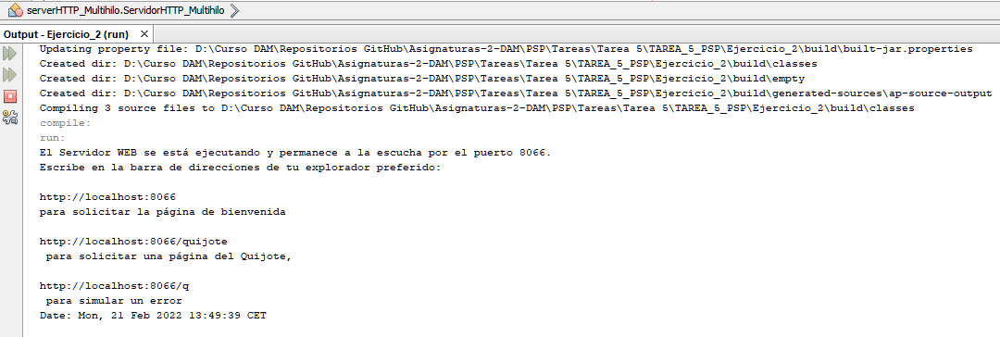 serverHTTP_Multihilo.ServidorHTTP_Multihilo
Output - Ejercicio_2 (run)
Updating property file: D:\Curso DAM\Repositorios GitHub\Asignaturas-2-DAM\PSP\Tareas\Tarea 5\TAREA_5_PSP\Ejercicio_2\build\built-jar.properties
Created dir: D:\Curso DAM\Repositorios GitHub\Asignaturas-2-DAM\PSP\Tareas\Tarea 5\TAREA_5_PSP\Ejercicio_2\build\classes
Created dir: D:\Curso DAM\Repositorios GitHub\Asignaturas-2-DAM\PSP\Tareas\Tarea 5\TAREA_5_PSP\Ejercicio_2\build\empty
Created dir: D:\Curso DAM\Repositorios GitHub\Asignaturas-2-DAM\PSP\Tareas\Tarea 5\TAREA_5_PSP\Ejercicio_2\build\generated-sources\ap-source-output
Compiling 3 source files to D:\Curso DAM\Repositorios GitHub\Asignaturas-2-DAM\PSP\Tareas\Tarea 5\TAREA_5_PSP\Ejercicio_2\build\classes
compile:
run:
El Servidor WEB se está ejecutando y permanece a la escucha por el puerto 8066.
Escribe en la barra de direcciones de tu explorador preferido:
http://localhost:8066
para solicitar la página de bienvenida
http://localhost:8066/quijote
para solicitar una página del Quijote,
http://localhost:8066/q
para simular un error
Date: Mon, 21 Feb 2022 13:49:39 CET